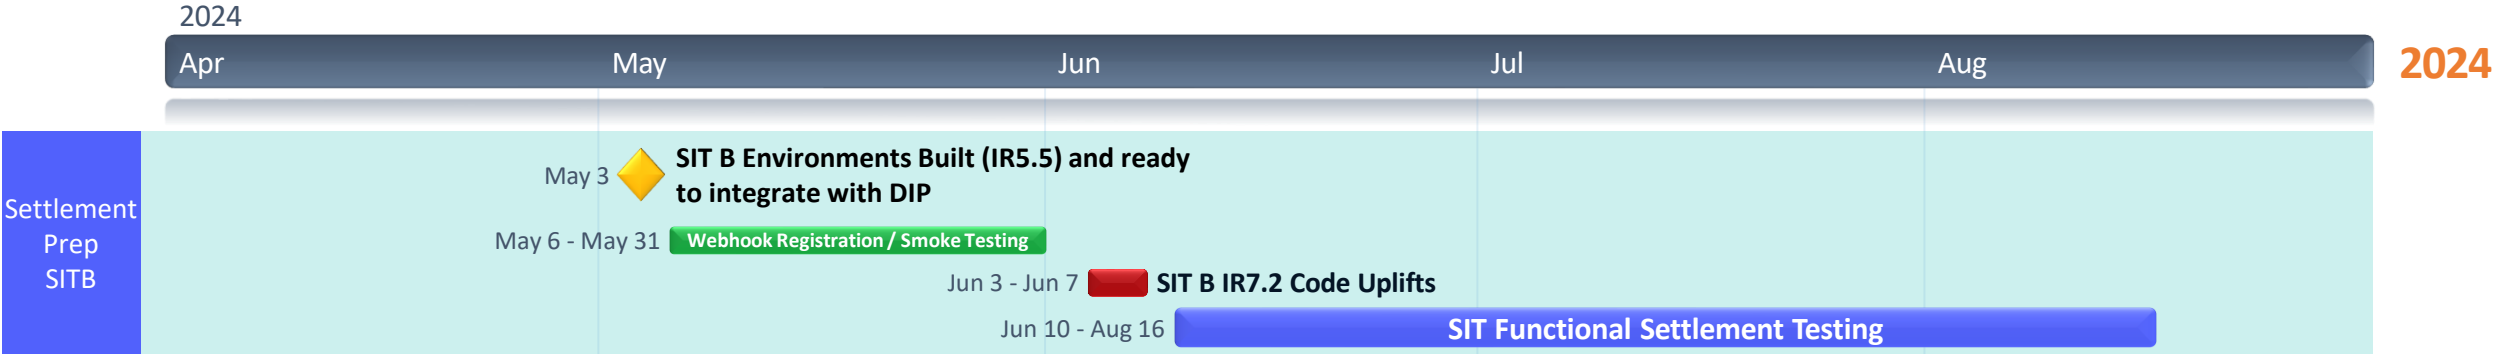 2024
Apr May Jun Jul Aug 2024
May 3
SIT B Environments Built (IR5.5) and ready
to integrate with DIP
Settlement
Prep
SITB
May 6 - May 31 Webhook Registration / Smoke Testing
Jun 3 - Jun 7 SIT B IR7.2 Code Uplifts
Jun 10 - Aug 16 SIT Functional Settlement Testing